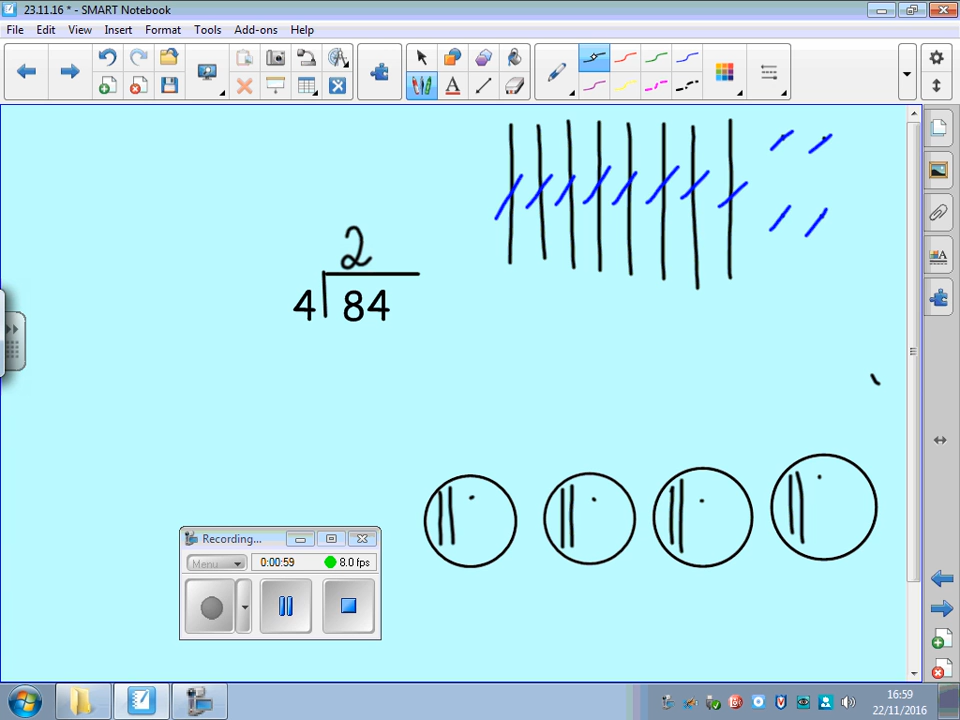 23.11.16 * - SMART Notebook
File Edit View Insert Format Tools Add-ons Help
2
4 84
Recording...
Menu 0:00:59 8.0 fps
16:59
22/11/2016